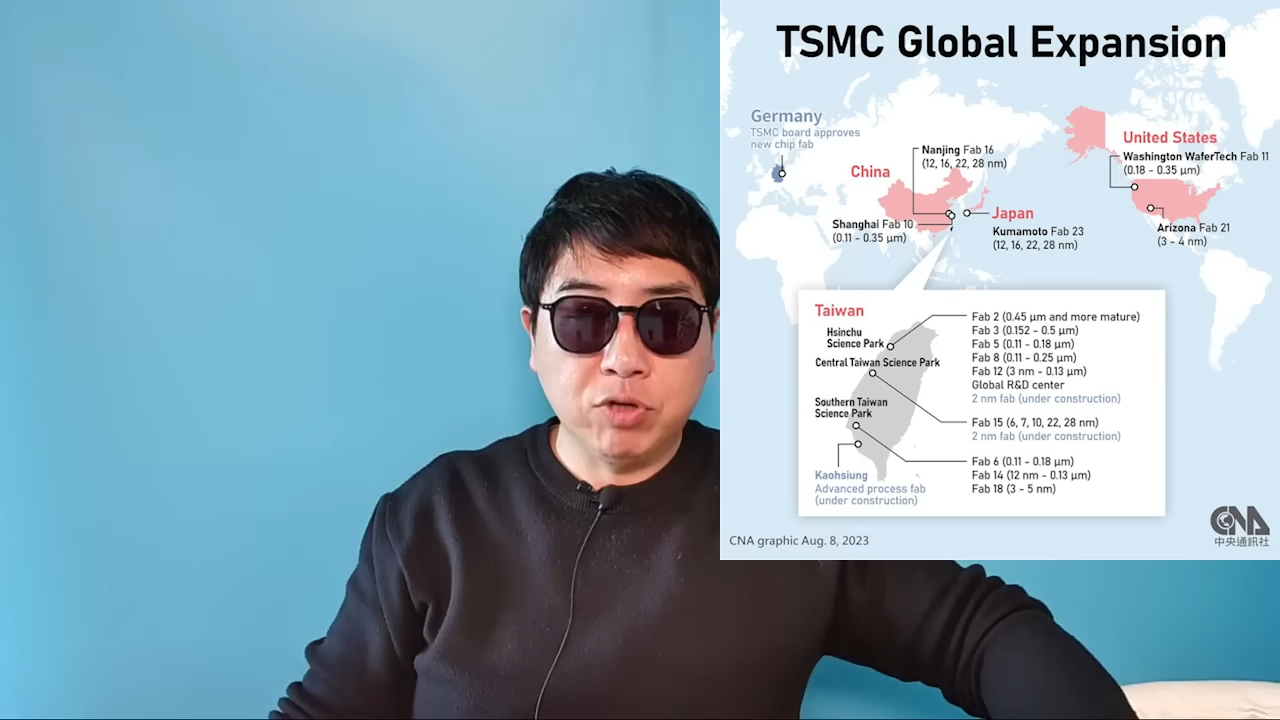 TSMC Global Expansion
Germany
TSMC board approves
new chip fab
China
Nanjing Fab 16
(12, 16, 22, 28 nm)
Shanghai Fab 10
(0.11 - 0.35 µm)
Japan
Kumamoto Fab 23
(12, 16, 22, 28 nm)
United States
Washington WaferTech Fab 11
(0.18 - 0.35 µm)
Arizona Fab 21
(3 - 4 nm)
Taiwan
Hsinchu
Science Park
Fab 2 (0.45 µm and more mature)
Fab 3 (0.152 - 0.5 µm)
Fab 5 (0.11 - 0.18 µm)
Fab 8 (0.11 - 0.25 µm)
Fab 12 (3 nm - 0.13 µm)
Global R&D center
2 nm fab (under construction)
Central Taiwan Science Park
Fab 15 (6, 7, 10, 22, 28 nm)
2 nm fab (under construction)
Southern Taiwan
Science Park
Fab 6 (0.11 - 0.18 µm)
Fab 14 (12 nm - 0.13 µm)
Fab 18 (3 - 5 nm)
Kaohsiung
Advanced process fab
(under construction)
CNA graphic Aug. 8, 2023
CNA
中央通訊社